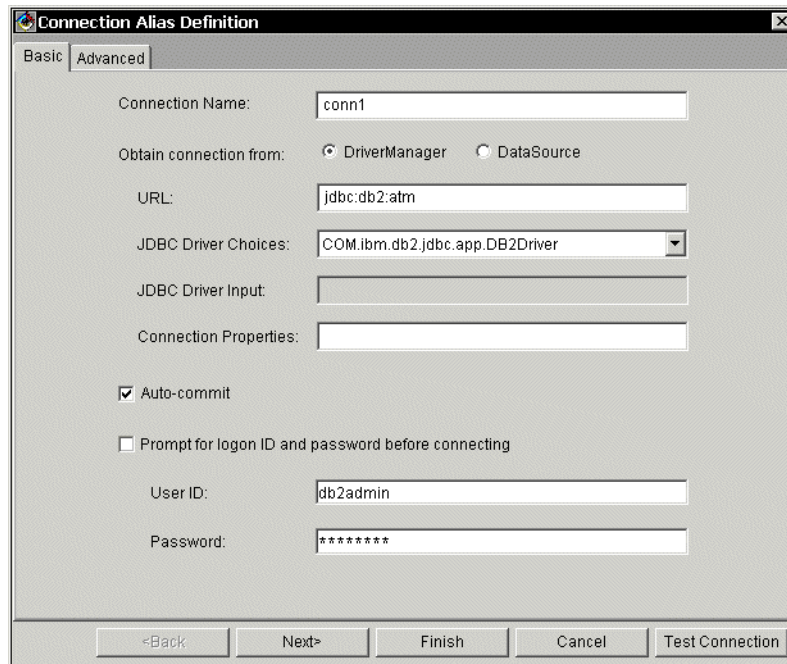 Connection Alias Definition
Basic Advanced
Connection Name: conn1
Obtain connection from: DriverManager DataSource
URL: jdbc:db2:atm
JDBC Driver Choices: COM.ibm.db2.jdbc.app.DB2Driver
JDBC Driver Input:
Connection Properties:
Auto-commit
Prompt for logon ID and password before connecting
User ID: db2admin
Password: ********
<Back Next> Finish Cancel Test Connection